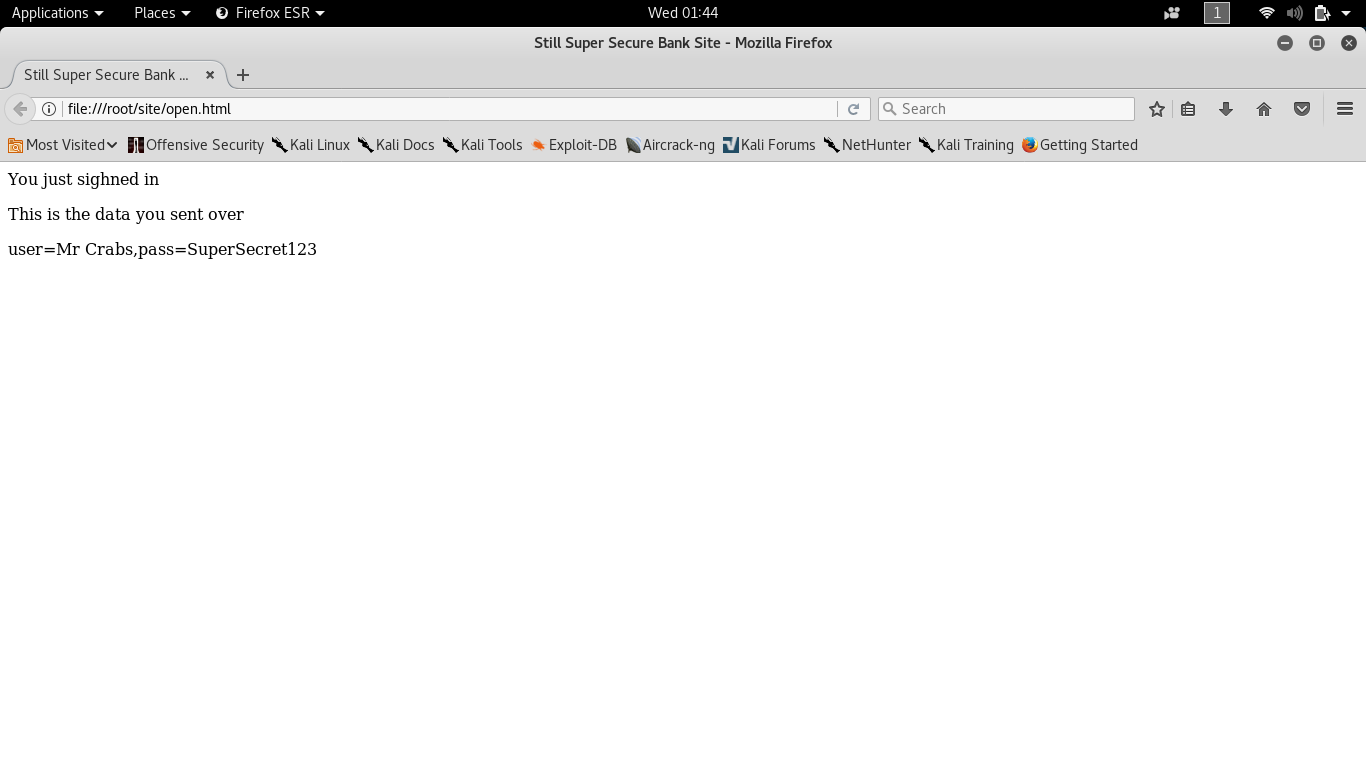 Applications Places Firefox ESR Wed 01:44 1
Still Super Secure Bank Site - Mozilla Firefox
Still Super Secure Bank ...
file:///root/site/open.html Search
Most Visited Offensive Security Kali Linux Kali Docs Kali Tools Exploit-DB Aircrack-ng Kali Forums NetHunter Kali Training Getting Started
You just sighned in
This is the data you sent over
user=Mr Crabs,pass=SuperSecret123